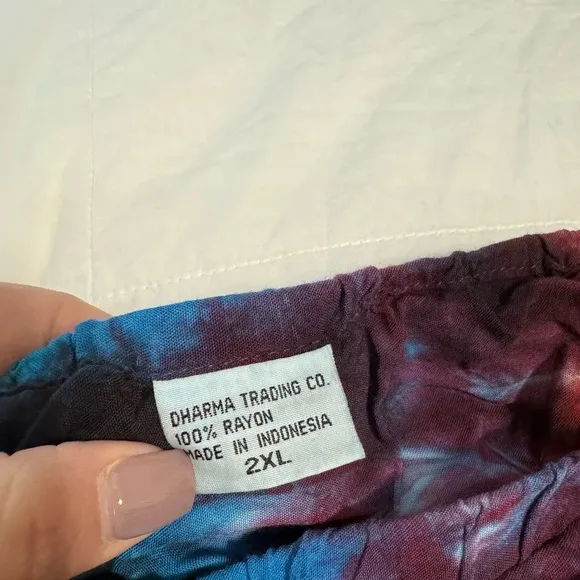 DHARMA TRADING CO.
100% RAYON
MADE IN INDONESIA
2XL